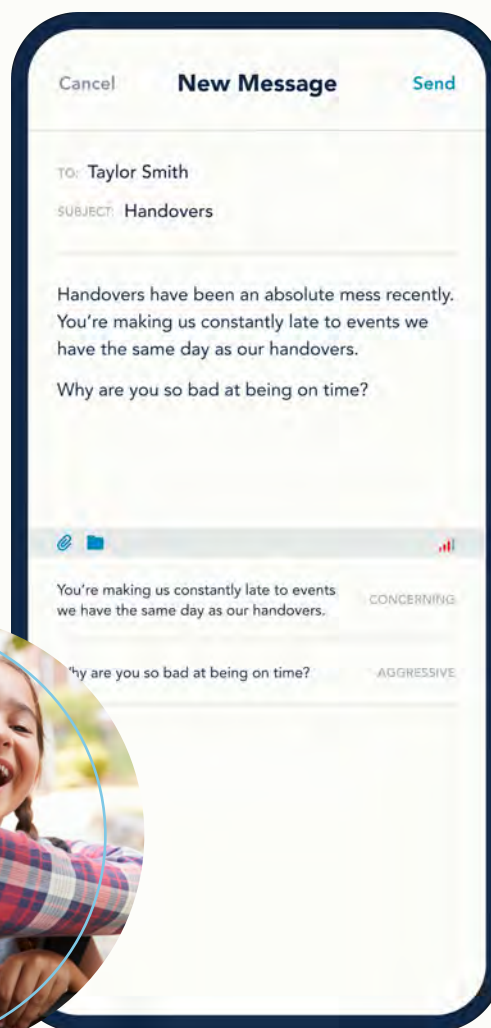 Cancel New Message Send
TO: Taylor Smith
SUBJECT: Handovers
Handovers have been an absolute mess recently.
You're making us constantly late to events we
have the same day as our handovers.
Why are you so bad at being on time?
You're making us constantly late to events
we have the same day as our handovers.
CONCERNING
hy are you so bad at being on time?
AGGRESSIVE